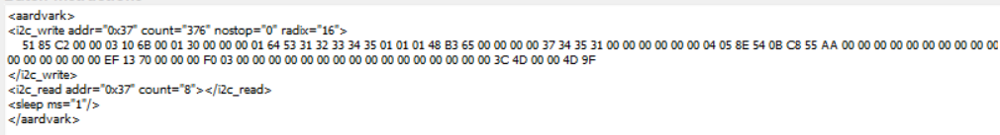 <aardvark>
<i2c_write addr="0x37" count="376" nostop="0" radix="16">
51 85 C2 00 00 03 10 6B 00 01 30 00 00 00 01 64 53 31 32 33 34 35 01 01 01 48 B3 65 00 00 00 00 37 34 35 31 00 00 00 00 00 00 04 05 8E 54 0B C8 55 AA 00 00 00 00 00 00 00 00 00 00 00
00 00 00 00 00 00 EF 13 70 00 00 00 F0 03 00 00 00 00 00 00 00 00 00 00 00 00 00 00 00 00 3C 4D 00 00 4D 9F
</i2c_write>
<i2c_read addr="0x37" count="8"></i2c_read>
<sleep ms="1"/>
</aardvark>